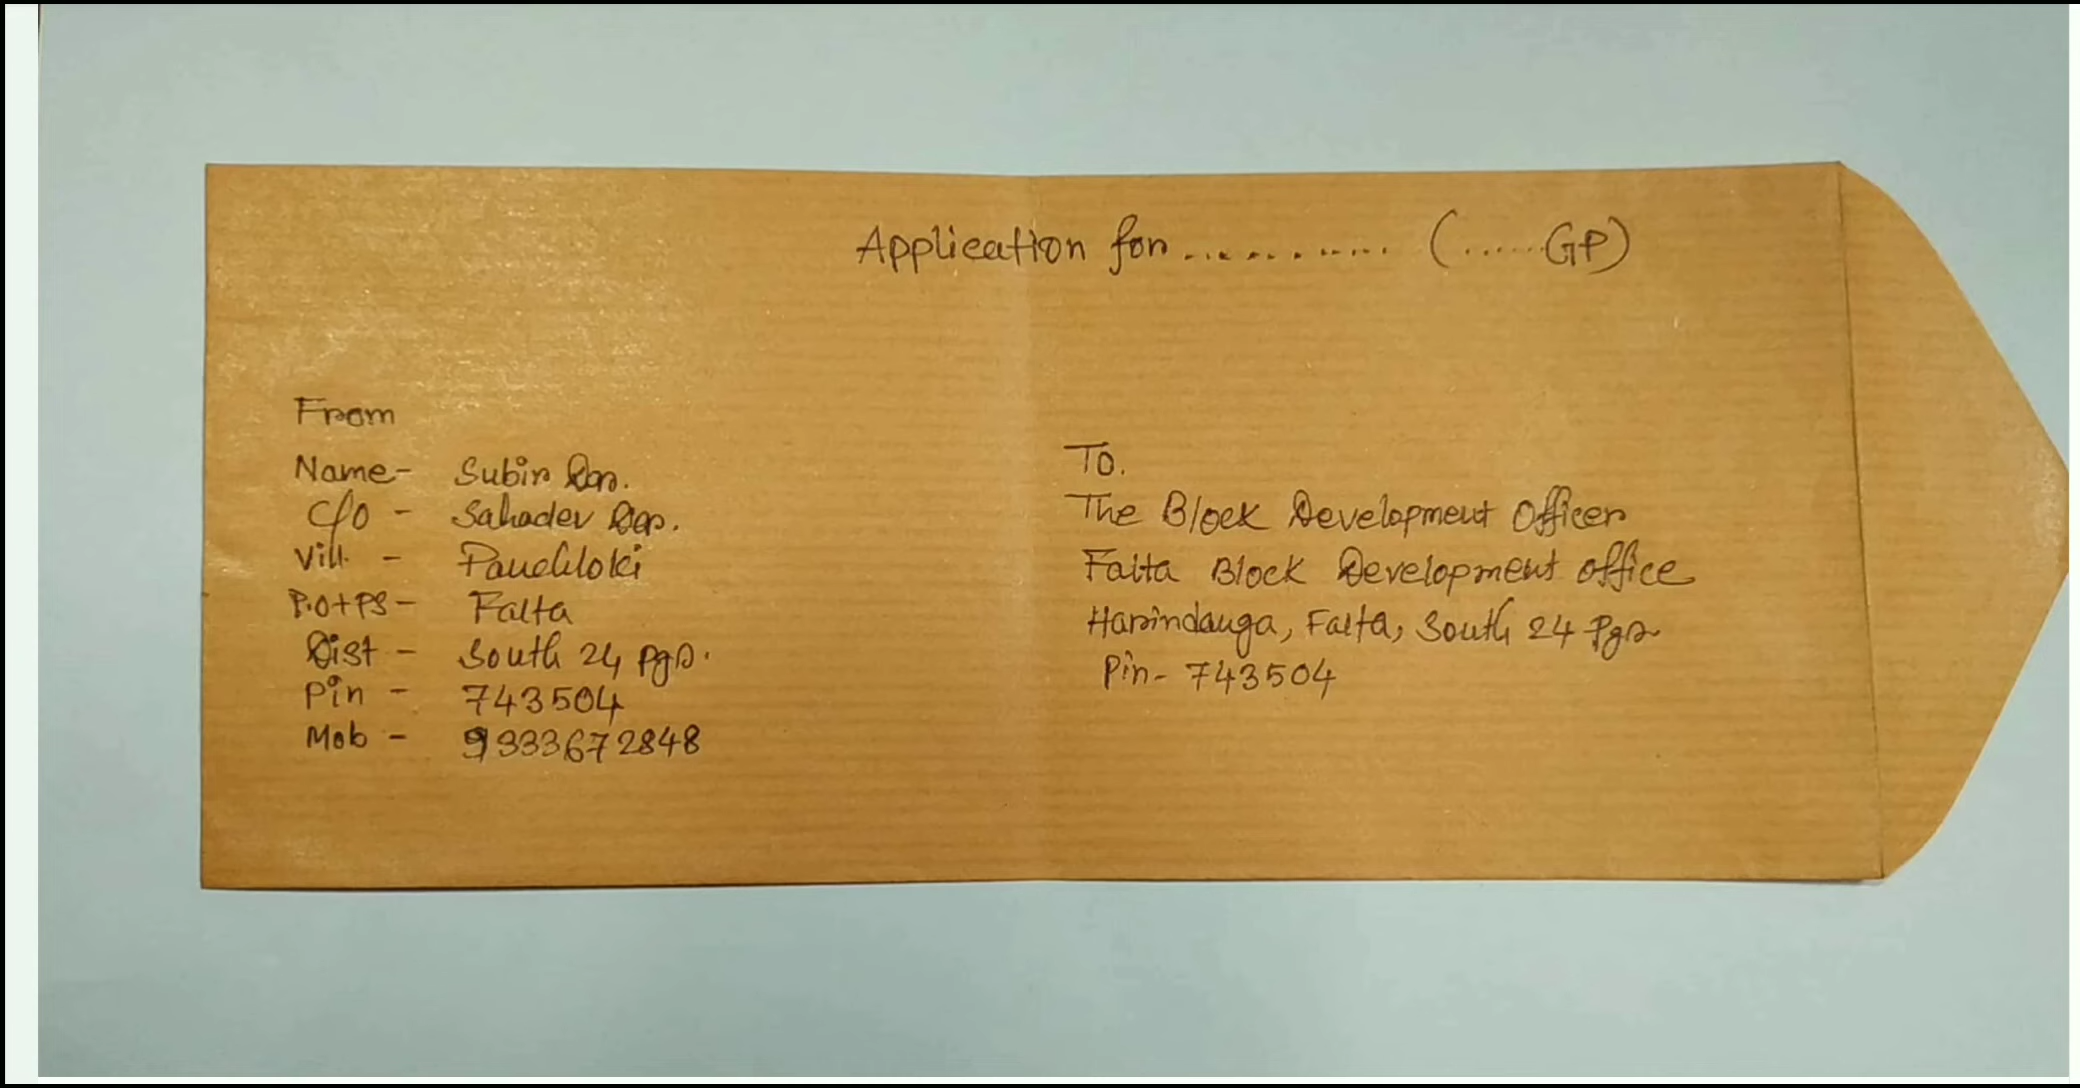 Application for ............ (......GP)
From
Name - Subir Das.
C/O - Sahadev Das.
Vill. - Panchloki
P.O+PS - Falta
Dist - South 24 pgs.
Pin - 743504
Mob - 9333672848
To.
The Block Development Officer
Falta Block Development office
Harindanga, Falta, South 24 Pgs
Pin - 743504